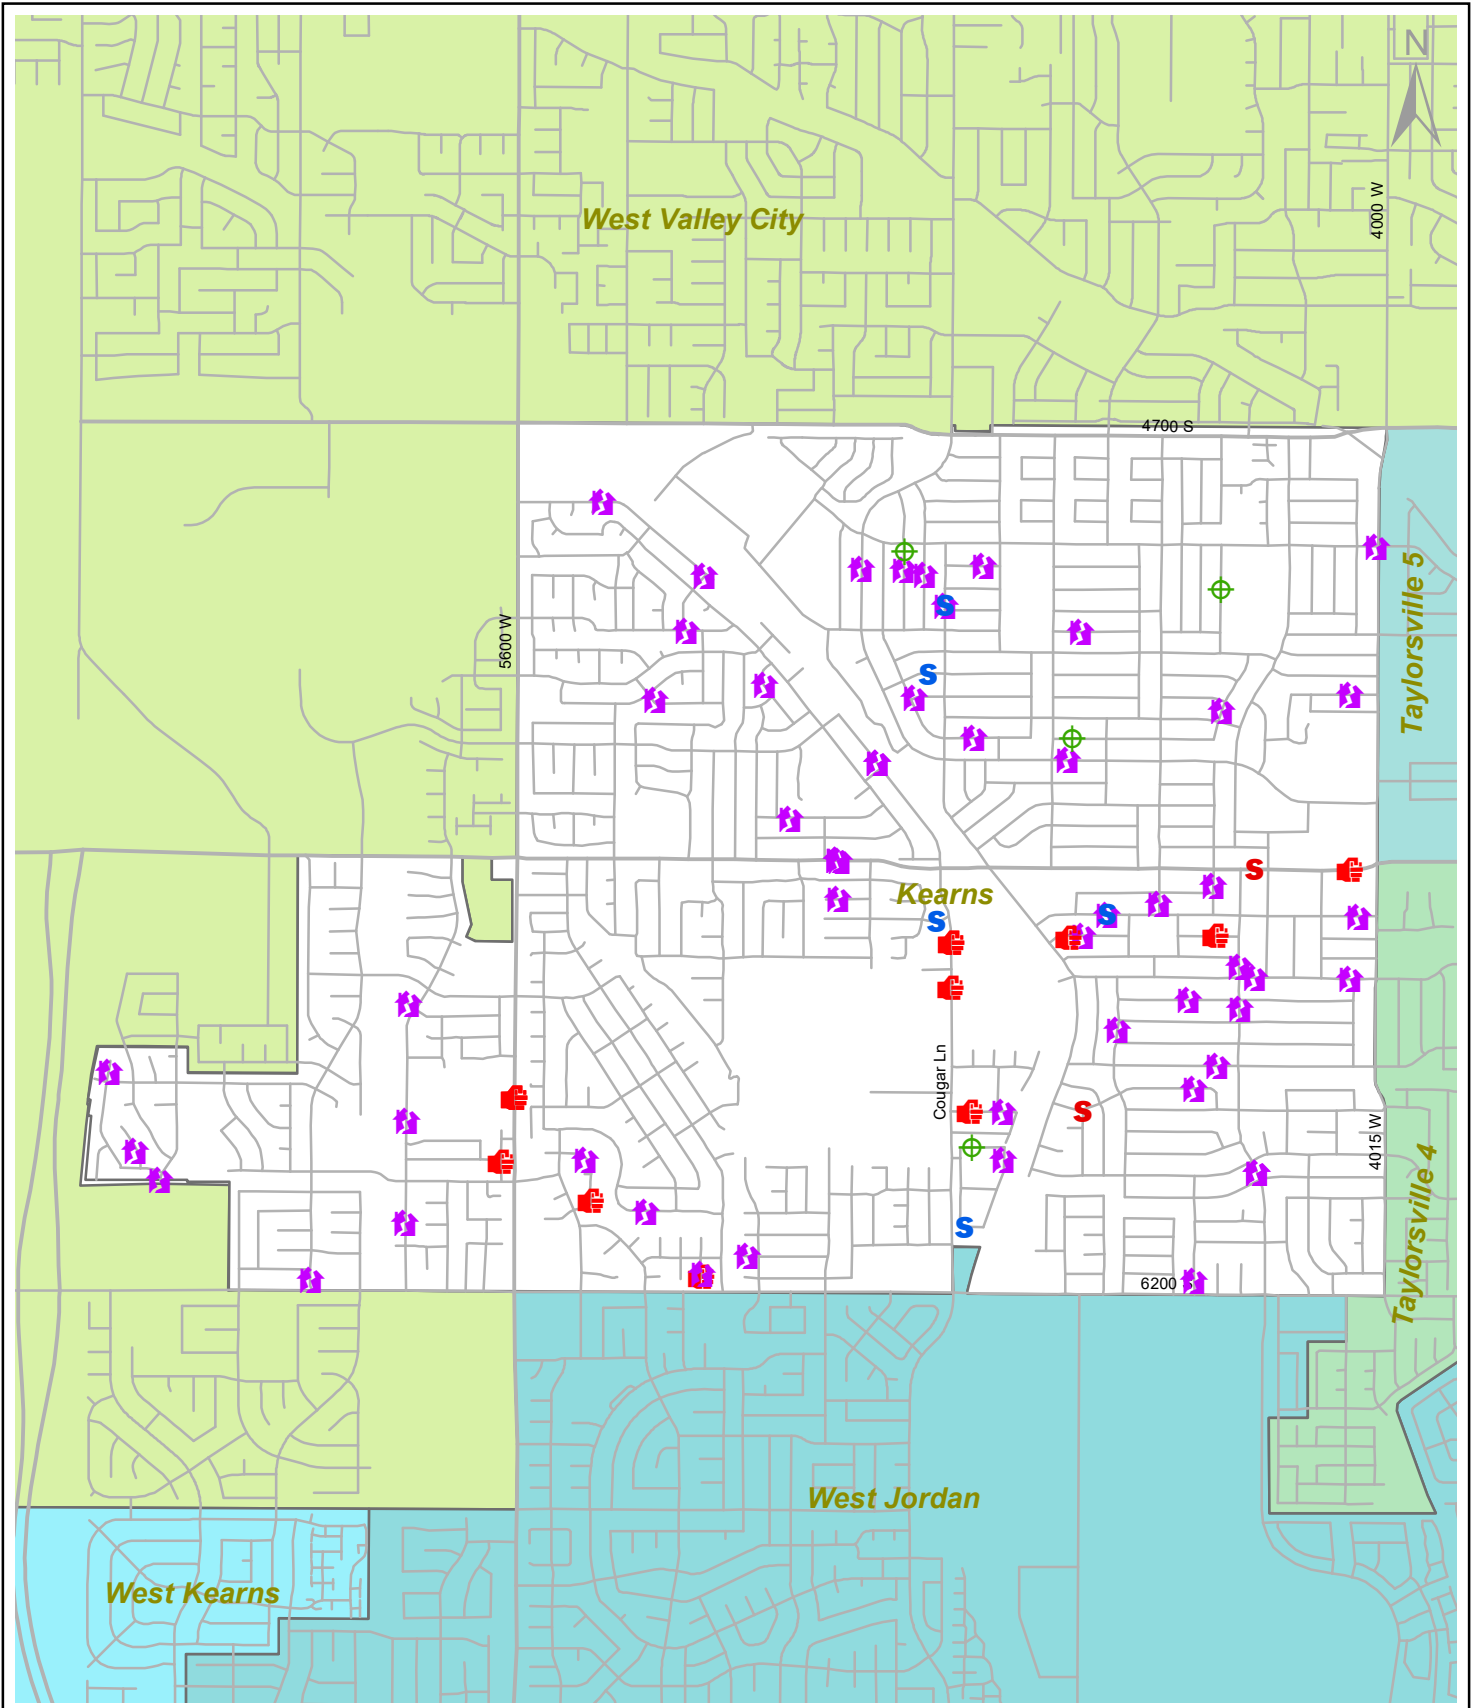 N
4000 W
West Valley City
4700 S
Taylorsville 5
5600 W
S
S
S
Kearns
S
S
Cougar Ln
S
4015 W
Taylorsville 4
S
S
6200 S
West Jordan
West Kearns